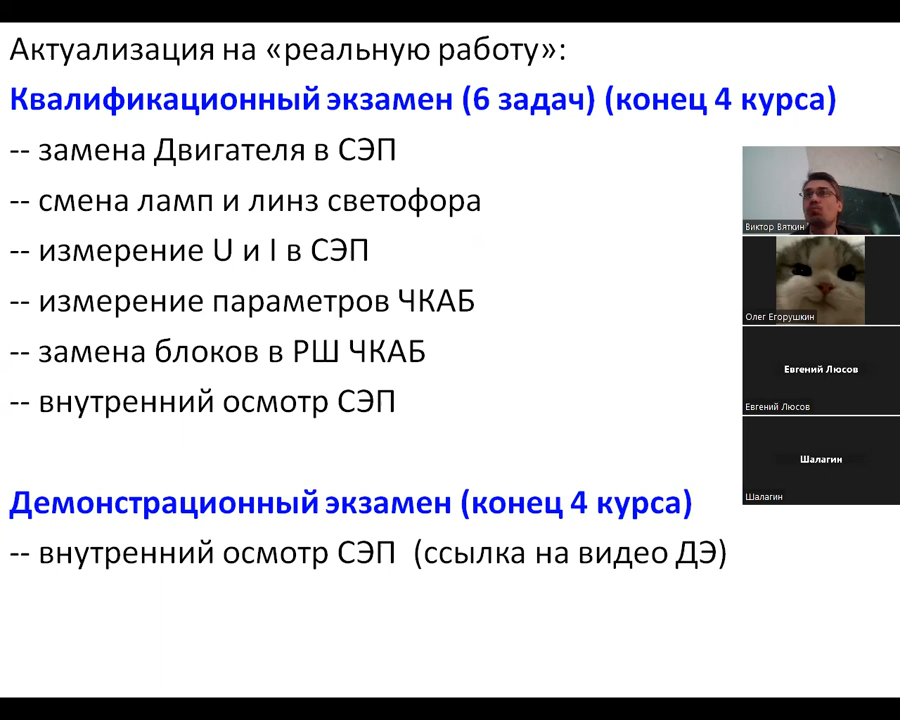 Актуализация на «реальную работу»:
Квалификационный экзамен (6 задач) (конец 4 курса)
-- замена Двигателя в СЭП
-- смена ламп и линз светофора
-- измерение U и I в СЭП
-- измерение параметров ЧКАБ
-- замена блоков в РШ ЧКАБ
-- внутренний осмотр СЭП
Демонстрационный экзамен (конец 4 курса)
-- внутренний осмотр СЭП (ссылка на видео ДЭ)
Виктор Вяткин
Олег Егорушкин
Евгений Люсов
Евгений Люсов
Шалагин
Шалагин